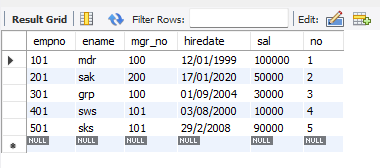 Result Grid Filter Rows: Edit:
empno ename mgr_no hiredate sal no
101 mdr 100 12/01/1999 100000 1
201 sak 200 17/01/2020 50000 2
301 grp 100 01/09/2004 30000 3
401 sws 101 03/08/2000 10000 4
501 sks 101 29/2/2008 90000 5
NULL NULL NULL NULL NULL NULL